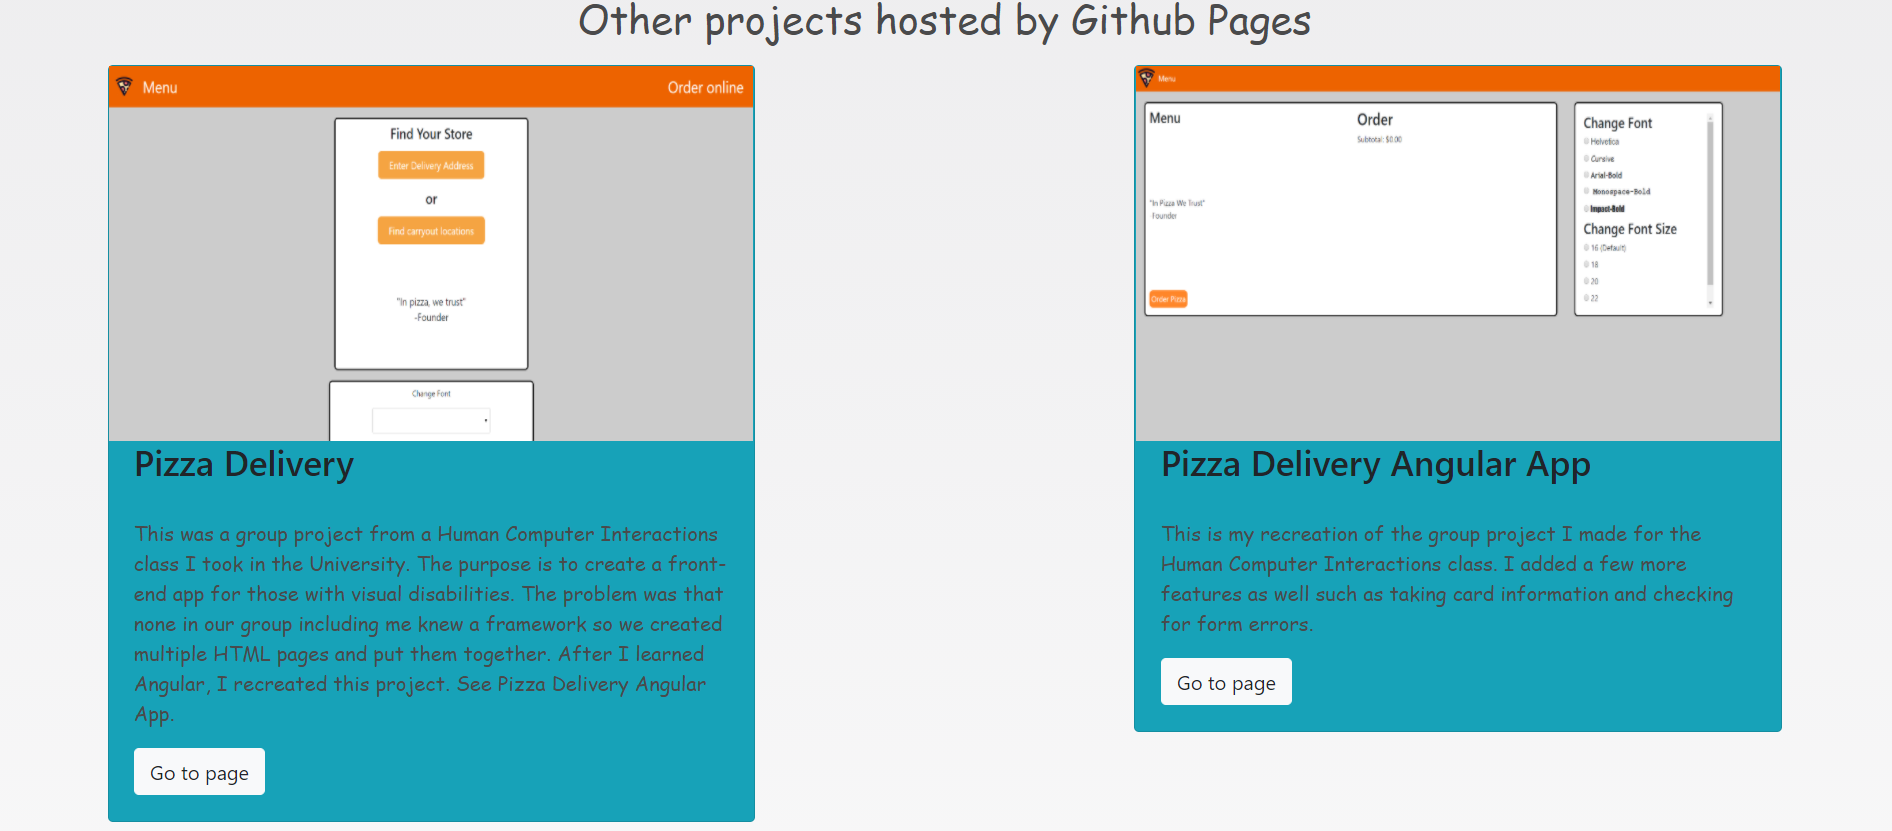 Other projects hosted by Github Pages
Menu
Order online
Find Your Store
Enter Delivery Address
or
Find carryout locations
"In pizza, we trust"
-Founder
Change Font
Pizza Delivery
This was a group project from a Human Computer Interactions
class I took in the University. The purpose is to create a front-
end app for those with visual disabilities. The problem was that
none in our group including me knew a framework so we created
multiple HTML pages and put them together. After I learned
Angular, I recreated this project. See Pizza Delivery Angular
App.
Go to page
Menu
Menu
Order
Subtotal: $0.00
"In Pizza We Trust"
Founder
Order Pizza
Change Font
Helvetica
Cursive
Arial-Bold
Monospace-Bold
Impact-Bold
Change Font Size
16 (Default)
18
20
22
Pizza Delivery Angular App
This is my recreation of the group project I made for the
Human Computer Interactions class. I added a few more
features as well such as taking card information and checking
for form errors.
Go to page